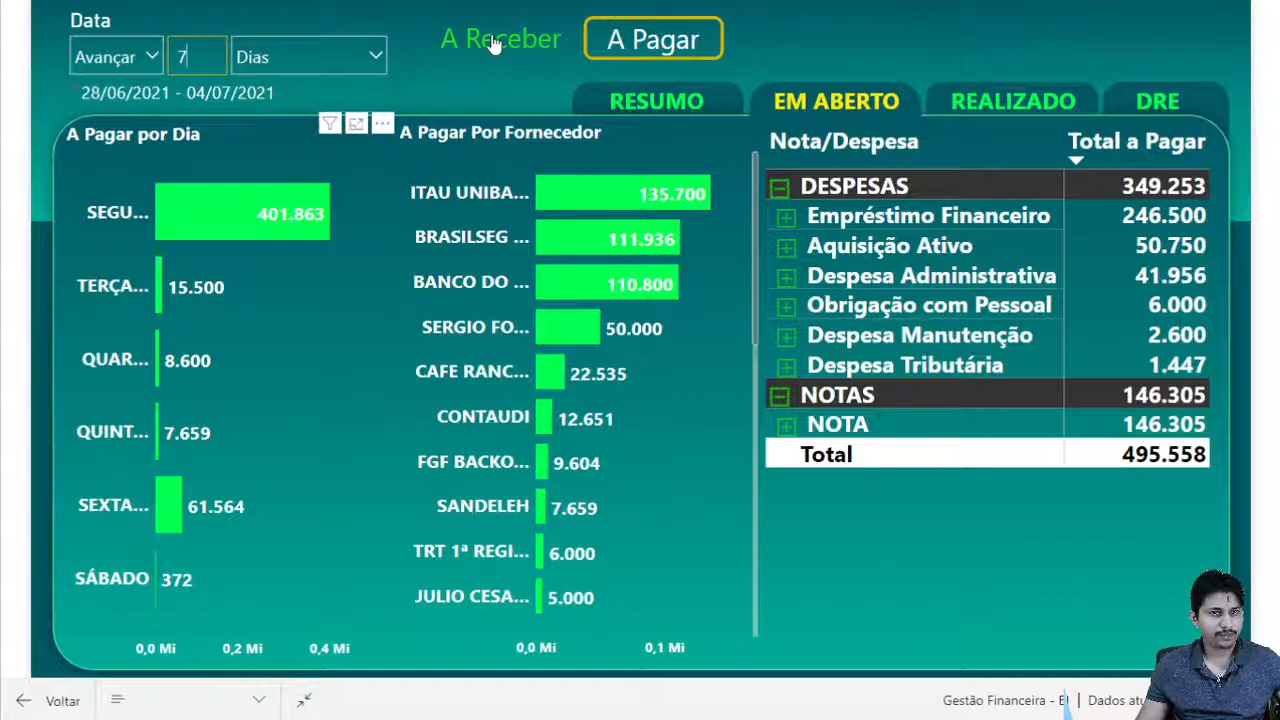 Data
Avançar 7 Dias
28/06/2021 - 04/07/2021
A Receber A Pagar
RESUMO EM ABERTO REALIZADO DRE
A Pagar por Dia
SEGU... 401.863
TERÇA... 15.500
QUAR... 8.600
QUINT... 7.659
SEXTA... 61.564
SÁBADO 372
0,0 Mi 0,2 Mi 0,4 Mi
A Pagar Por Fornecedor
ITAU UNIBA... 135.700
BRASILSEG ... 111.936
BANCO DO ... 110.800
SERGIO FO... 50.000
CAFE RANC... 22.535
CONTAUDI 12.651
FGF BACKO... 9.604
SANDELEH 7.659
TRT 1ª REGI... 6.000
JULIO CESA... 5.000
0,0 Mi 0,1 Mi
Nota/Despesa Total a Pagar
DESPESAS 349.253
Empréstimo Financeiro 246.500
Aquisição Ativo 50.750
Despesa Administrativa 41.956
Obrigação com Pessoal 6.000
Despesa Manutenção 2.600
Despesa Tributária 1.447
NOTAS 146.305
NOTA 146.305
Total 495.558
Voltar
Gestão Financeira - Dados